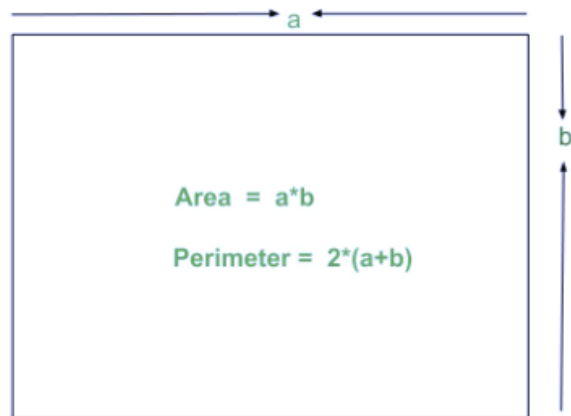 a
b
Area = a*b
Perimeter = 2*(a+b)